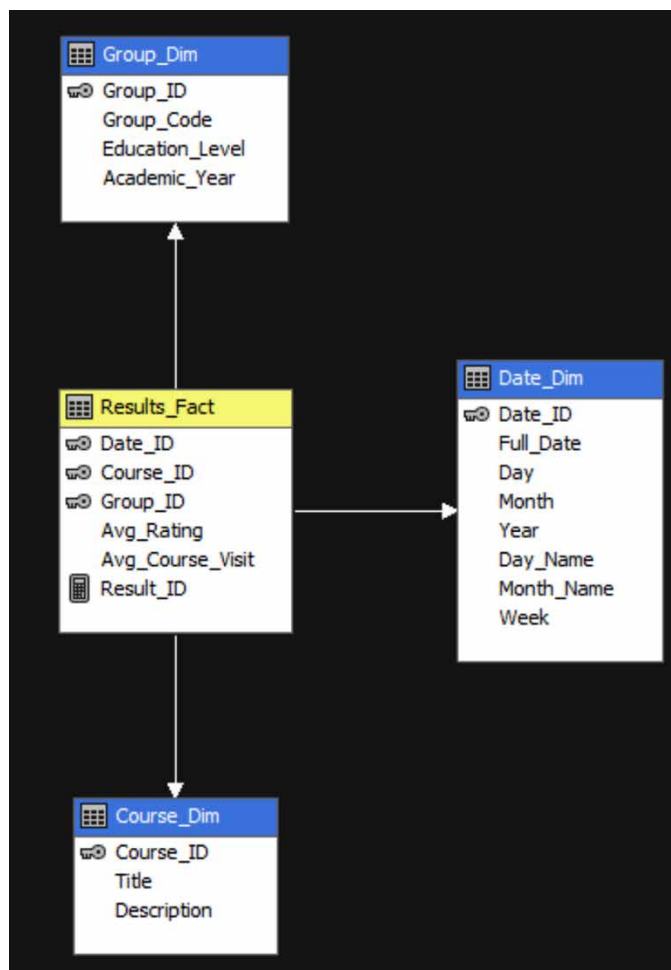 Group_Dim
Group_ID
Group_Code
Education_Level
Academic_Year
Results_Fact
Date_ID
Course_ID
Group_ID
Avg_Rating
Avg_Course_Visit
Result_ID
Date_Dim
Date_ID
Full_Date
Day
Month
Year
Day_Name
Month_Name
Week
Course_Dim
Course_ID
Title
Description